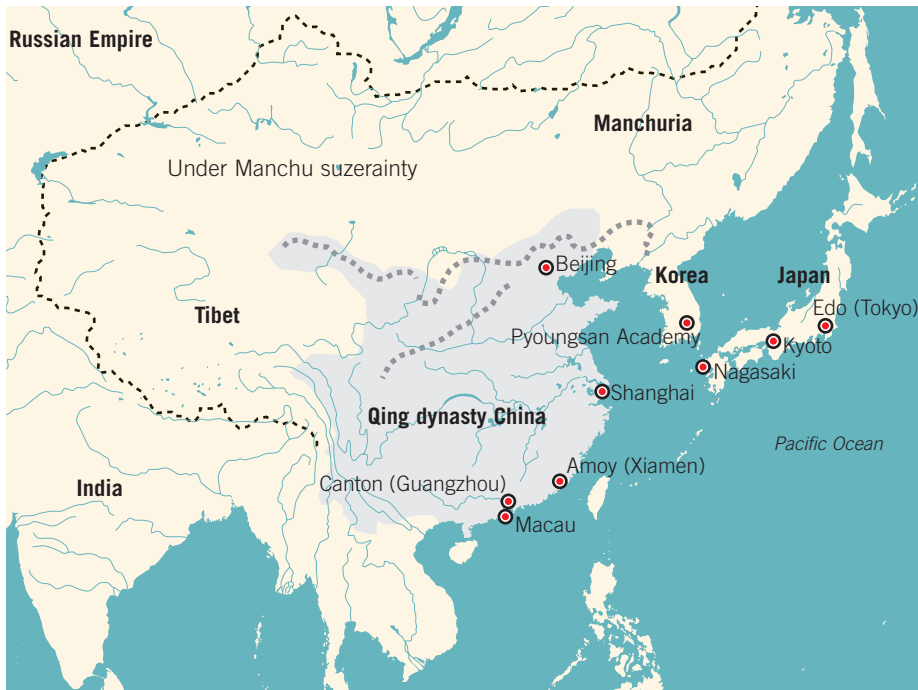 Russian Empire
Manchuria
Under Manchu suzerainty
Beijing
Korea
Japan
Tibet
Edo (Tokyo)
Pyoungsan Academy
Kyoto
Nagasaki
Shanghai
Qing dynasty China
Pacific Ocean
Amoy (Xiamen)
India
Canton (Guangzhou)
Macau